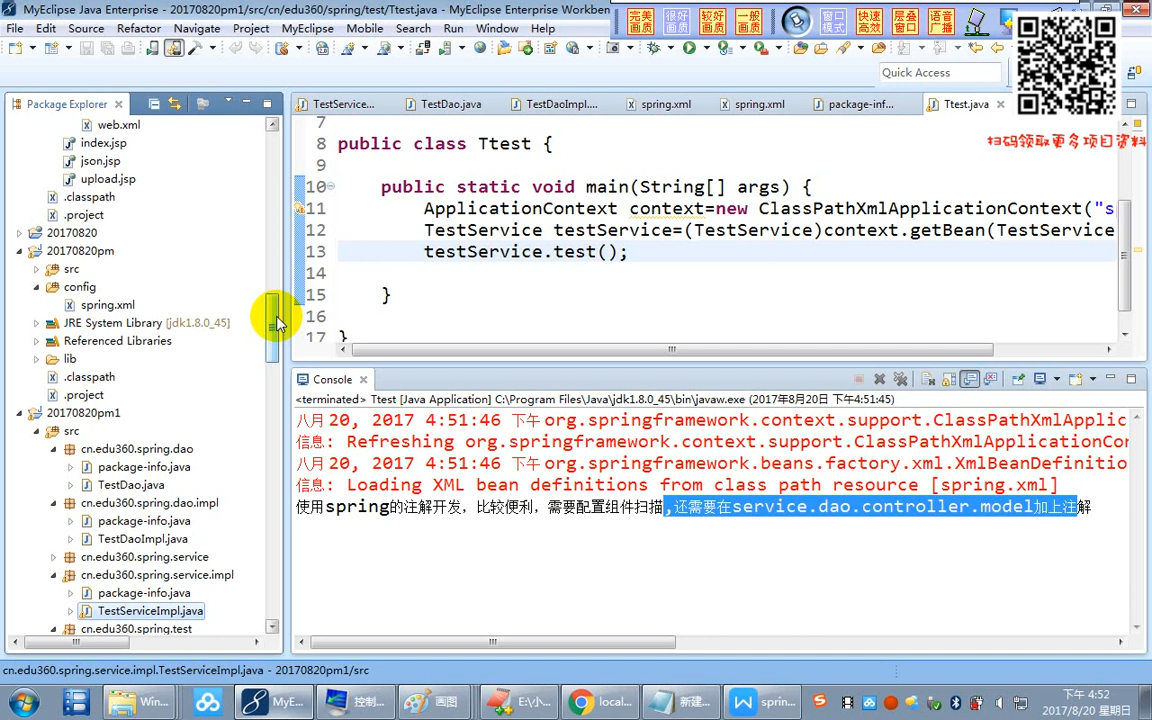 MyEclipse Java Enterprise - 20170820pm1/src/cn/edu360/spring/test/Ttest.java - MyEclipse Enterprise Workben
完美画质
很好画质
较好画质
一般画质
窗口模式
快速高效
层叠窗口
语音广播
File Edit Source Refactor Navigate Project MyEclipse Mobile Search Run Window Help
Quick Access
扫码领取更多项目资料
Package Explorer
web.xml
index.jsp
json.jsp
upload.jsp
.classpath
.project
20170820
20170820pm
src
config
spring.xml
JRE System Library [jdk1.8.0_45]
Referenced Libraries
lib
.classpath
.project
20170820pm1
src
cn.edu360.spring.dao
package-info.java
TestDao.java
cn.edu360.spring.dao.impl
TestDaoImpl.java
cn.edu360.spring.service
cn.edu360.spring.service.impl
package-info.java
TestServiceImpl.java
cn.edu360.spring.test
TestService... TestDao.java TestDaoImpl.... spring.xml spring.xml package-inf... Ttest.java
7
8 public class Ttest {
9
10 public static void main(String[] args) {
11 ApplicationContext context=new ClassPathXmlApplicationContext("s
12 TestService testService=(TestService)context.getBean(TestService
13 testService.test();
14
15 }
16
17 }
Console
<terminated> Ttest [Java Application] C:\Program Files\Java\jdk1.8.0_45\bin\javaw.exe (2017年8月20日 下午4:51:45)
八月 20, 2017 4:51:46 下午 org.springframework.context.support.ClassPathXmlApplic
信息: Refreshing org.springframework.context.support.ClassPathXmlApplicationCon
八月 20, 2017 4:51:46 下午 org.springframework.beans.factory.xml.XmlBeanDefinitio
信息: Loading XML bean definitions from class path resource [spring.xml]
使用spring的注解开发，比较便利，需要配置组件扫描,还需要在service.dao.controller.model加上注解
cn.edu360.spring.service.impl.TestServiceImpl.java - 20170820pm1/src
Win... MyE... 控制... 画图 E:\小... local... 新建... sprin...
下午 4:52
2017/8/20 星期日